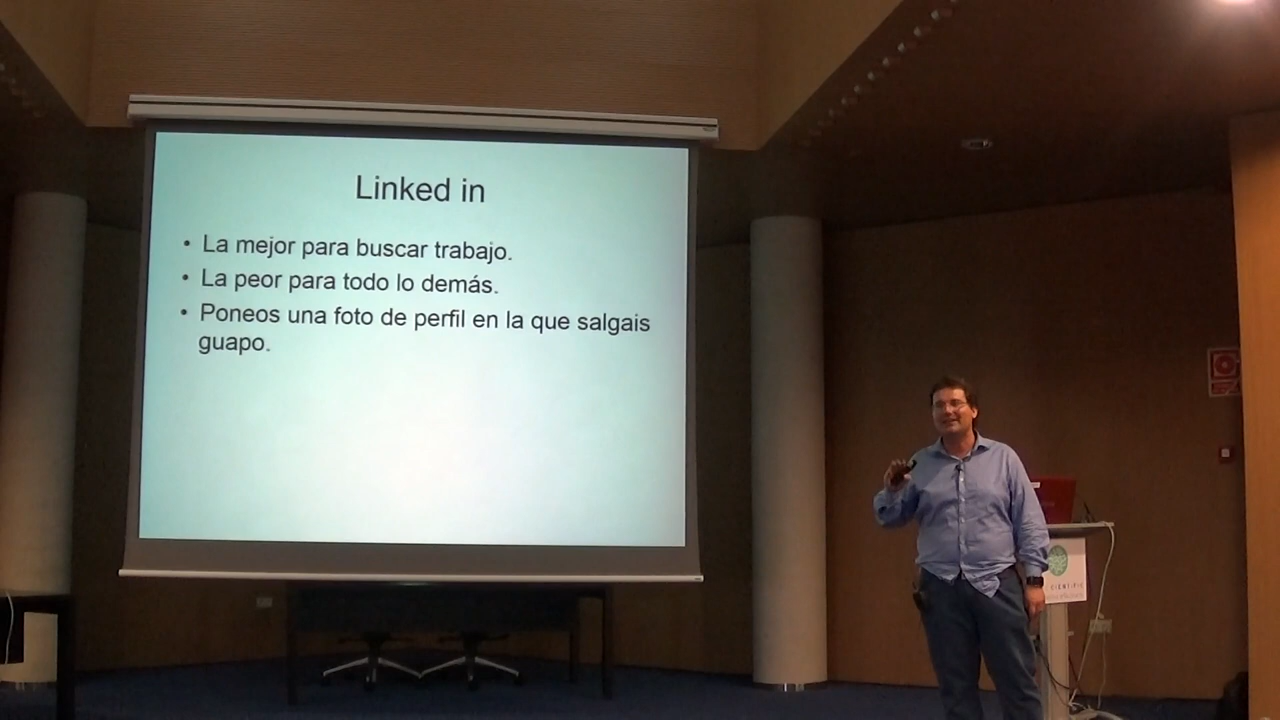 Linked in
• La mejor para buscar trabajo.
• La peor para todo lo demás.
• Poneos una foto de perfil en la que salgais
guapo.
CIENTIFIC